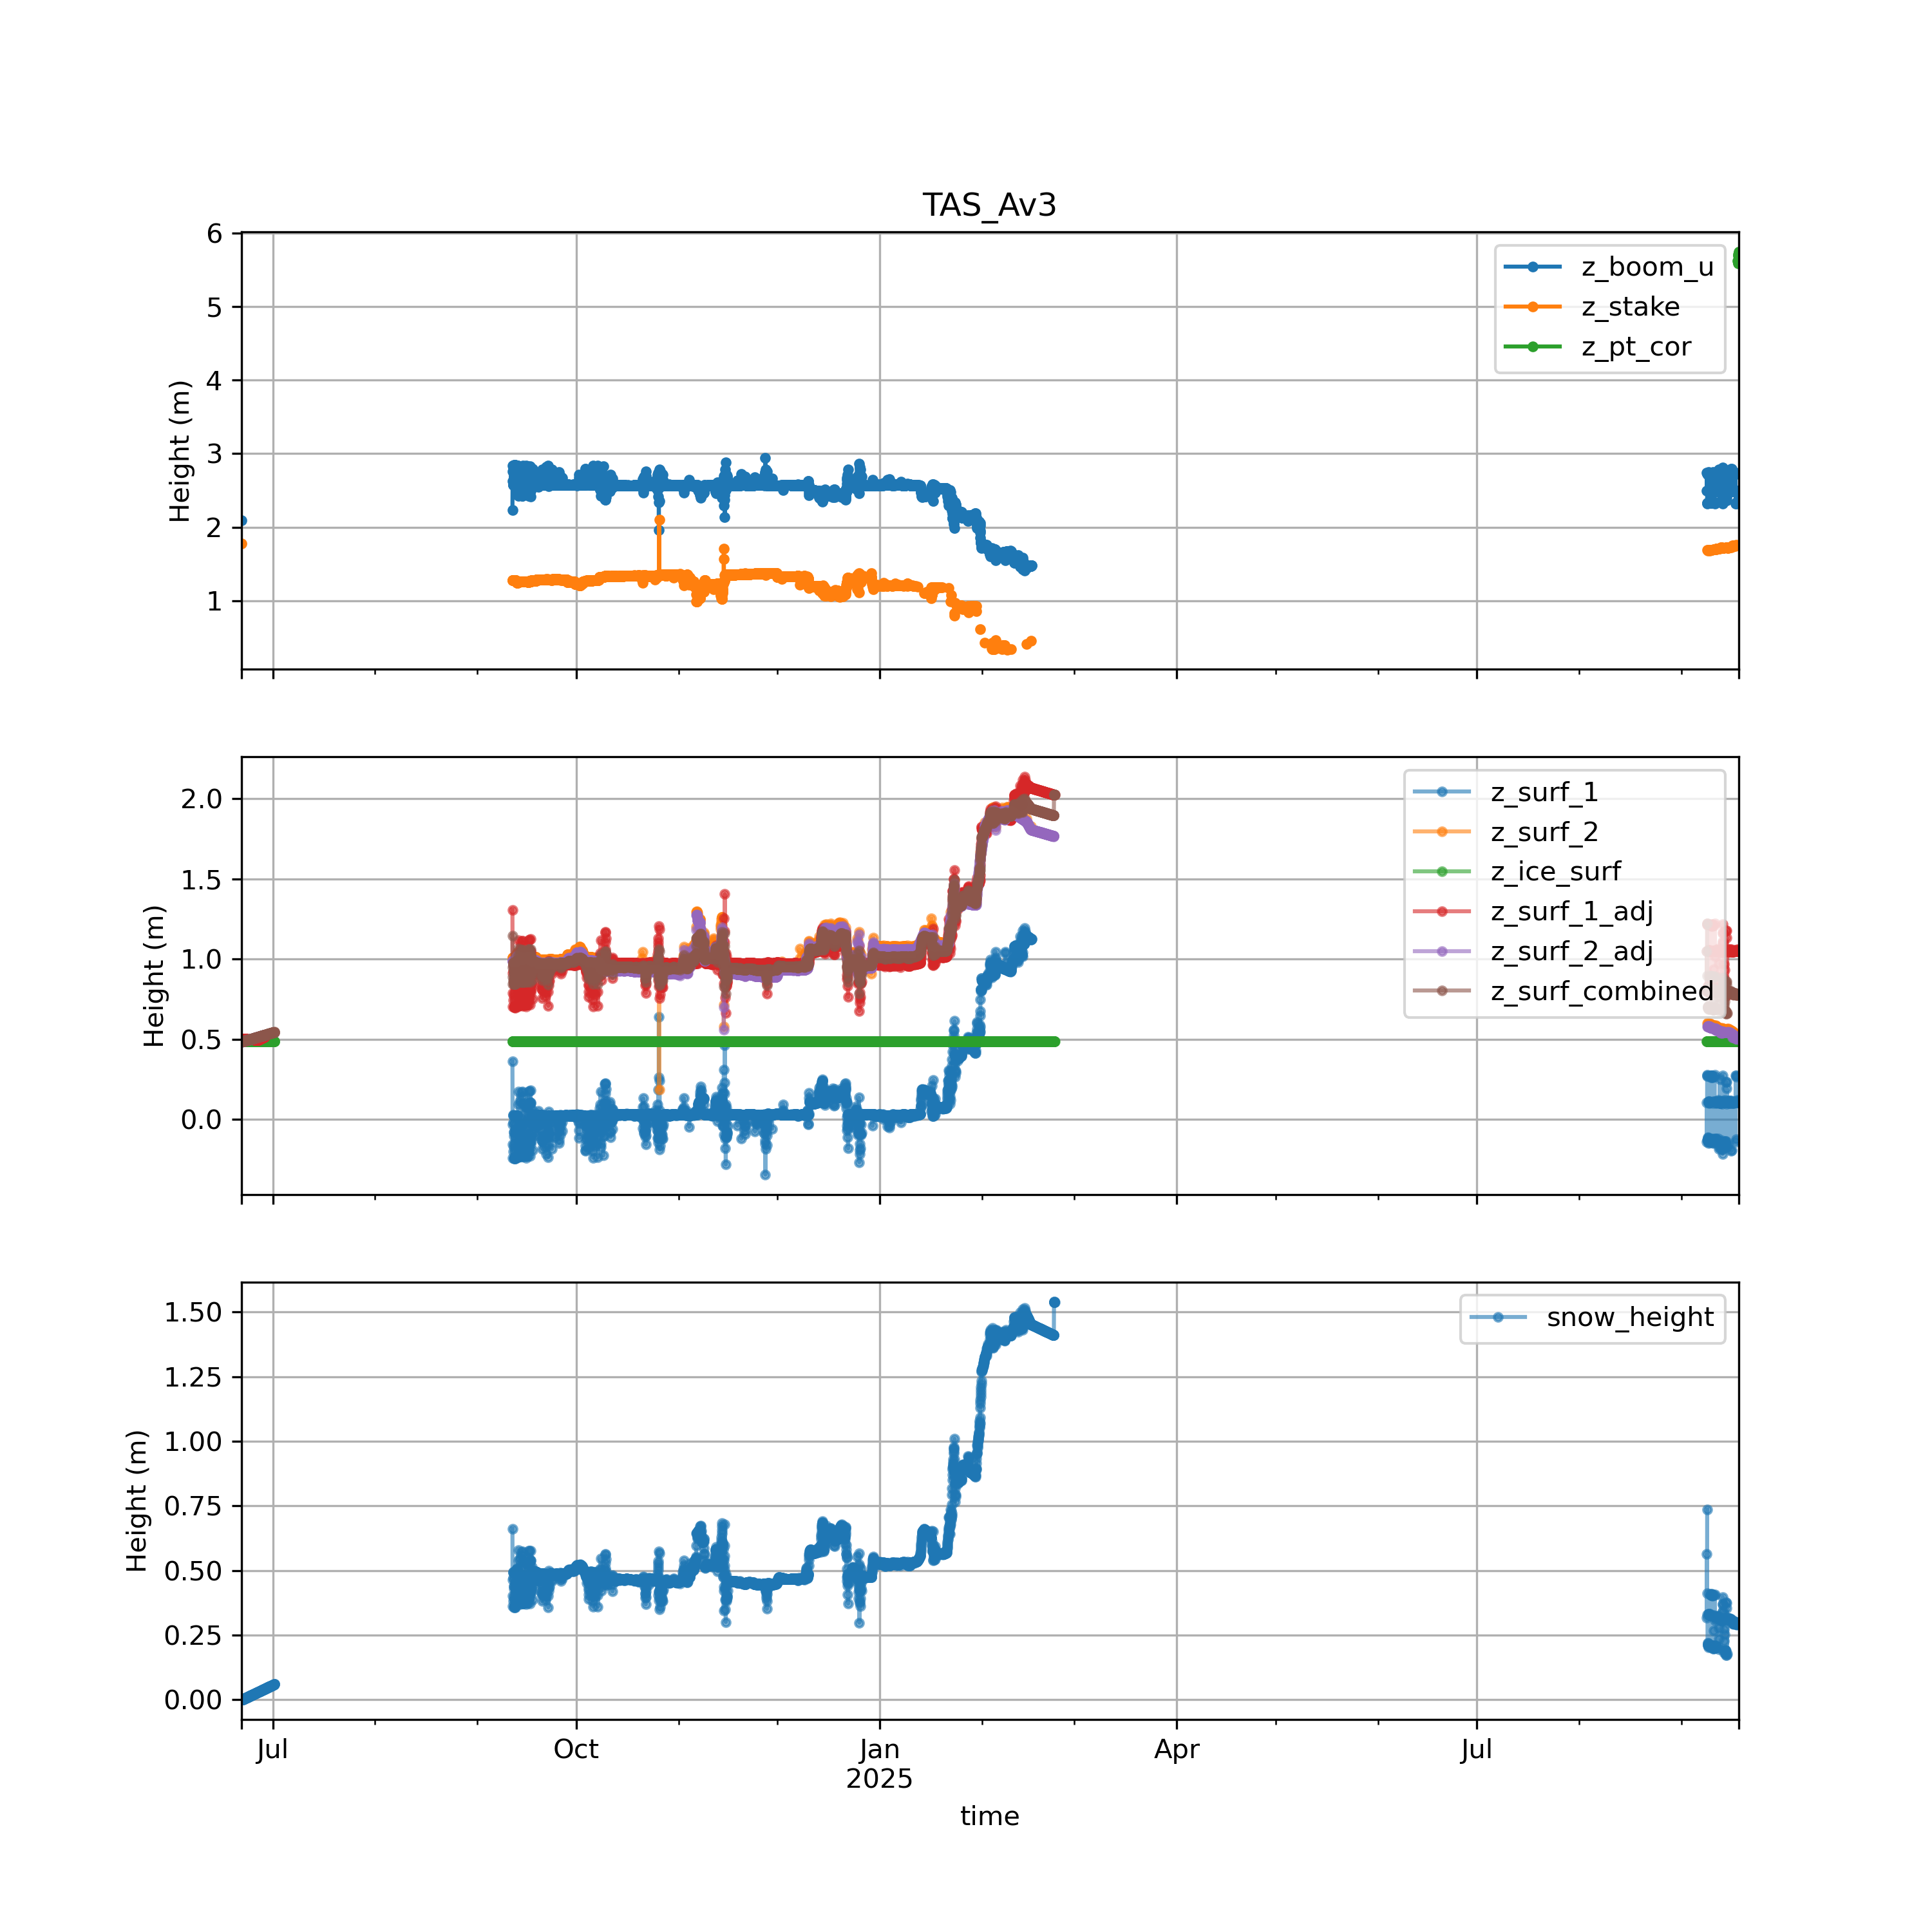 TAS_Av3
6
5
4
3
2
1
Height (m)
z_boom_u
z_stake
z_pt_cor
2.0
1.5
1.0
0.5
0.0
Height (m)
z_surf_1
z_surf_2
z_ice_surf
z_surf_1_adj
z_surf_2_adj
z_surf_combined
1.50
1.25
1.00
0.75
0.50
0.25
0.00
Height (m)
snow_height
Jul Oct Jan Apr Jul
2025
time